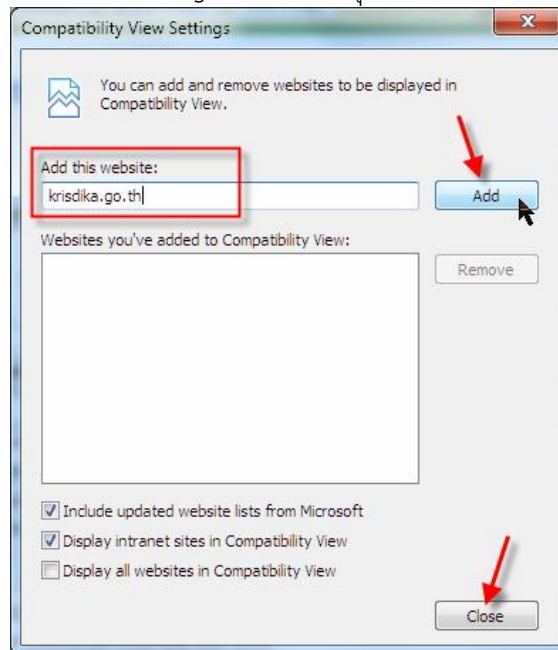 Compatibility View Settings
You can add and remove websites to be displayed in
Compatibility View.
Add this website:
krisdika.go.th
Add
Websites you've added to Compatibility View:
Remove
Include updated website lists from Microsoft
Display intranet sites in Compatibility View
Display all websites in Compatibility View
Close